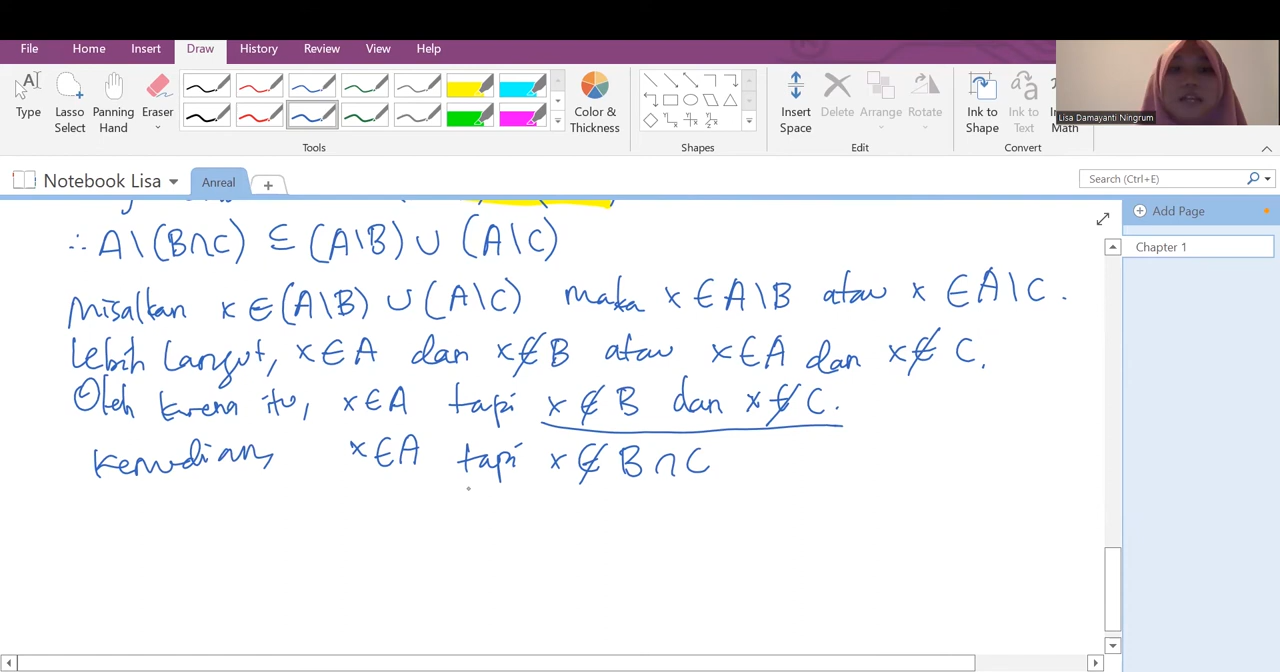 File Home Insert Draw History Review View Help
Lisa Damayanti Ningrum
Type
Lasso Select
Panning Hand
Eraser
Color & Thickness
Insert Space
Delete
Arrange
Rotate
Ink to Shape
Ink to Text
Ink to Math
Tools
Shapes
Edit
Convert
Notebook Lisa
Anreal
Search (Ctrl+E)
Add Page
Chapter 1
∴ A\(B∩C) ⊆ (A\B) ∪ (A\C)
Misalkan x ∈ (A\B) ∪ (A\C) maka x ∈ A\B atau x ∈ A\C.
Lebih lanjut, x ∈ A dan x ∉ B atau x ∈ A dan x ∉ C.
Oleh karena itu, x ∈ A tapi x ∉ B dan x ∉ C.
Kemudian, x ∈ A tapi x ∉ B ∩ C